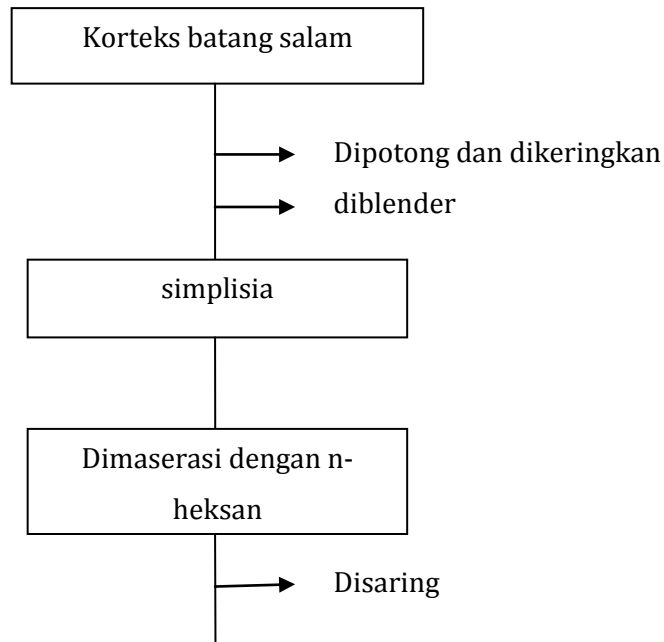 Korteks batang salam
Dipotong dan dikeringkan
diblender
simplisia
Dimaserasi dengan n-
heksan
Disaring